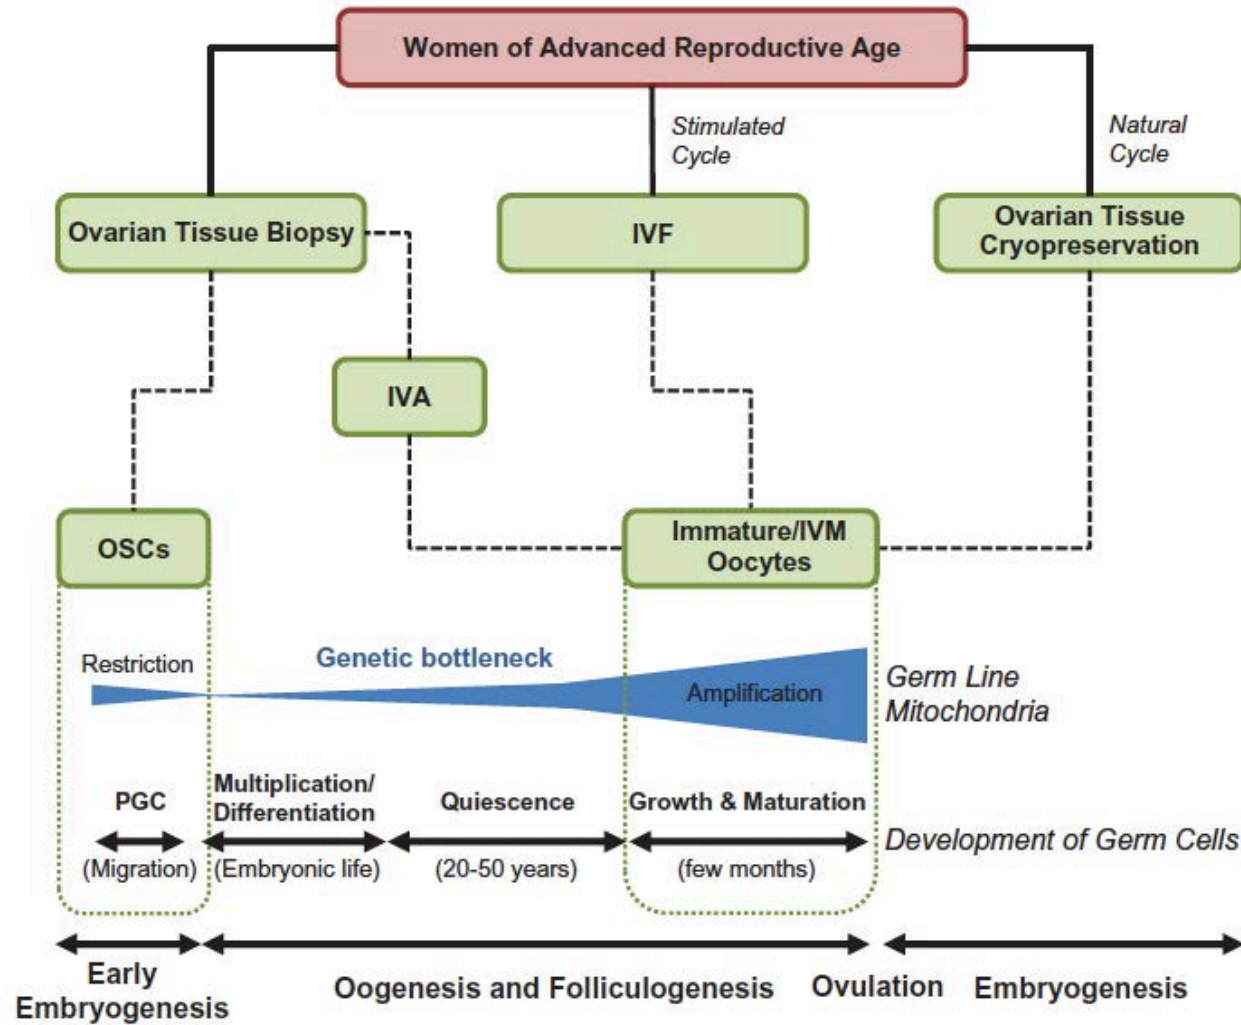 Women of Advanced Reproductive Age
Stimulated
Cycle
Natural
Cycle
Ovarian Tissue Biopsy
IVF
Ovarian Tissue
Cryopreservation
IVA
OSCs
Immature/IVM
Oocytes
Restriction
Genetic bottleneck
Amplification
Germ Line
Mitochondria
PGC
(Migration)
Multiplication/
Differentiation
(Embryonic life)
Quiescence
(20-50 years)
Growth & Maturation
(few months)
Development of Germ Cells
Early
Embryogenesis
Oogenesis and Folliculogenesis
Ovulation
Embryogenesis